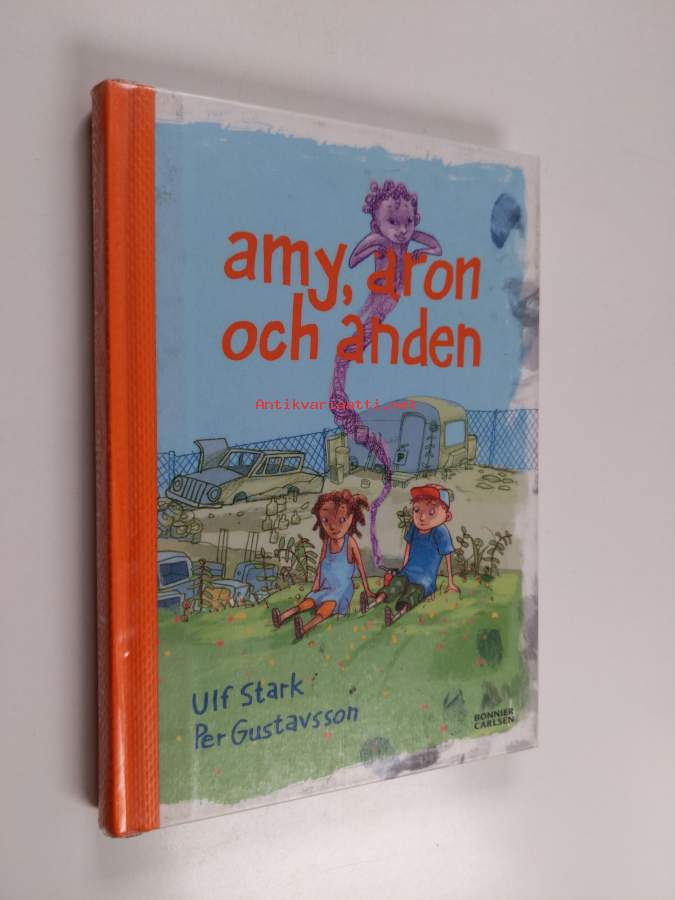 amy, aron
och anden
Antikvariaatti.net
Ulf Stark
Per Gustavsson
BONNIER
CARLSEN